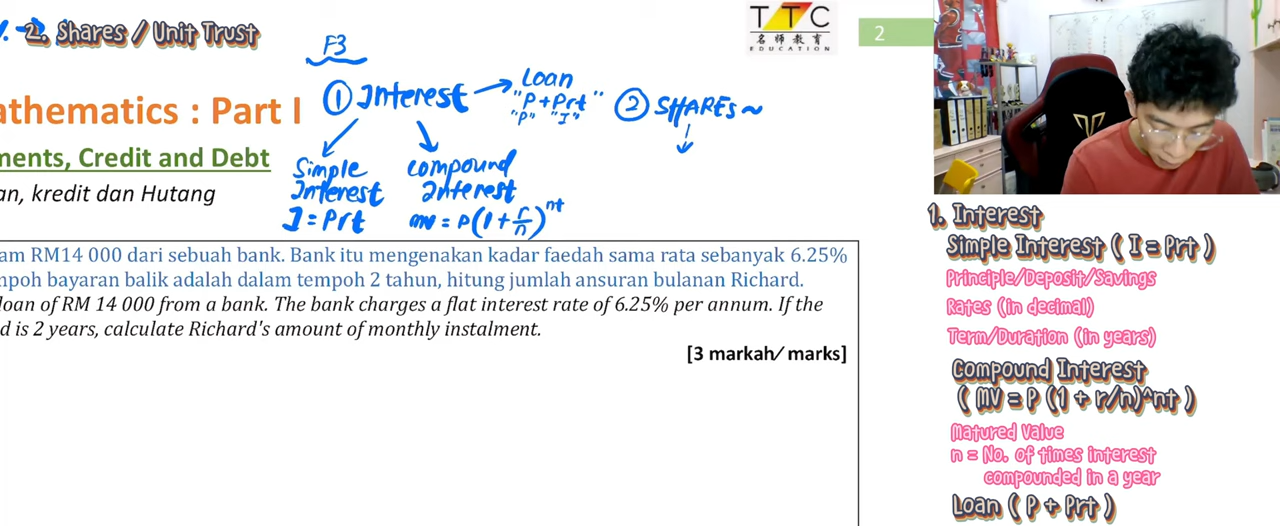 2. Shares / Unit Trust
TTC
名師教育
EDUCATION
2
F3
① Interest → Loan
"P + Prt"
"P" "I"
② SHAREs ~
athematics : Part I
ments, Credit and Debt
an, kredit dan Hutang
Simple
Interest
I = Prt
Compound
Interest
mv = P(1 + r/n)^nt
am RM14 000 dari sebuah bank. Bank itu mengenakan kadar faedah sama rata sebanyak 6.25%
mpoh bayaran balik adalah dalam tempoh 2 tahun, hitung jumlah ansuran bulanan Richard.
loan of RM 14 000 from a bank. The bank charges a flat interest rate of 6.25% per annum. If the
d is 2 years, calculate Richard's amount of monthly instalment.
[3 markah/ marks]
1. Interest
Simple Interest ( I = Prt )
Principle/Deposit/Savings
Rates (in decimal)
Term/Duration (in years)
Compound Interest
( MV = P (1 + r/n)^nt )
Matured Value
n = No. of times interest
compounded in a year
Loan ( P + Prt )